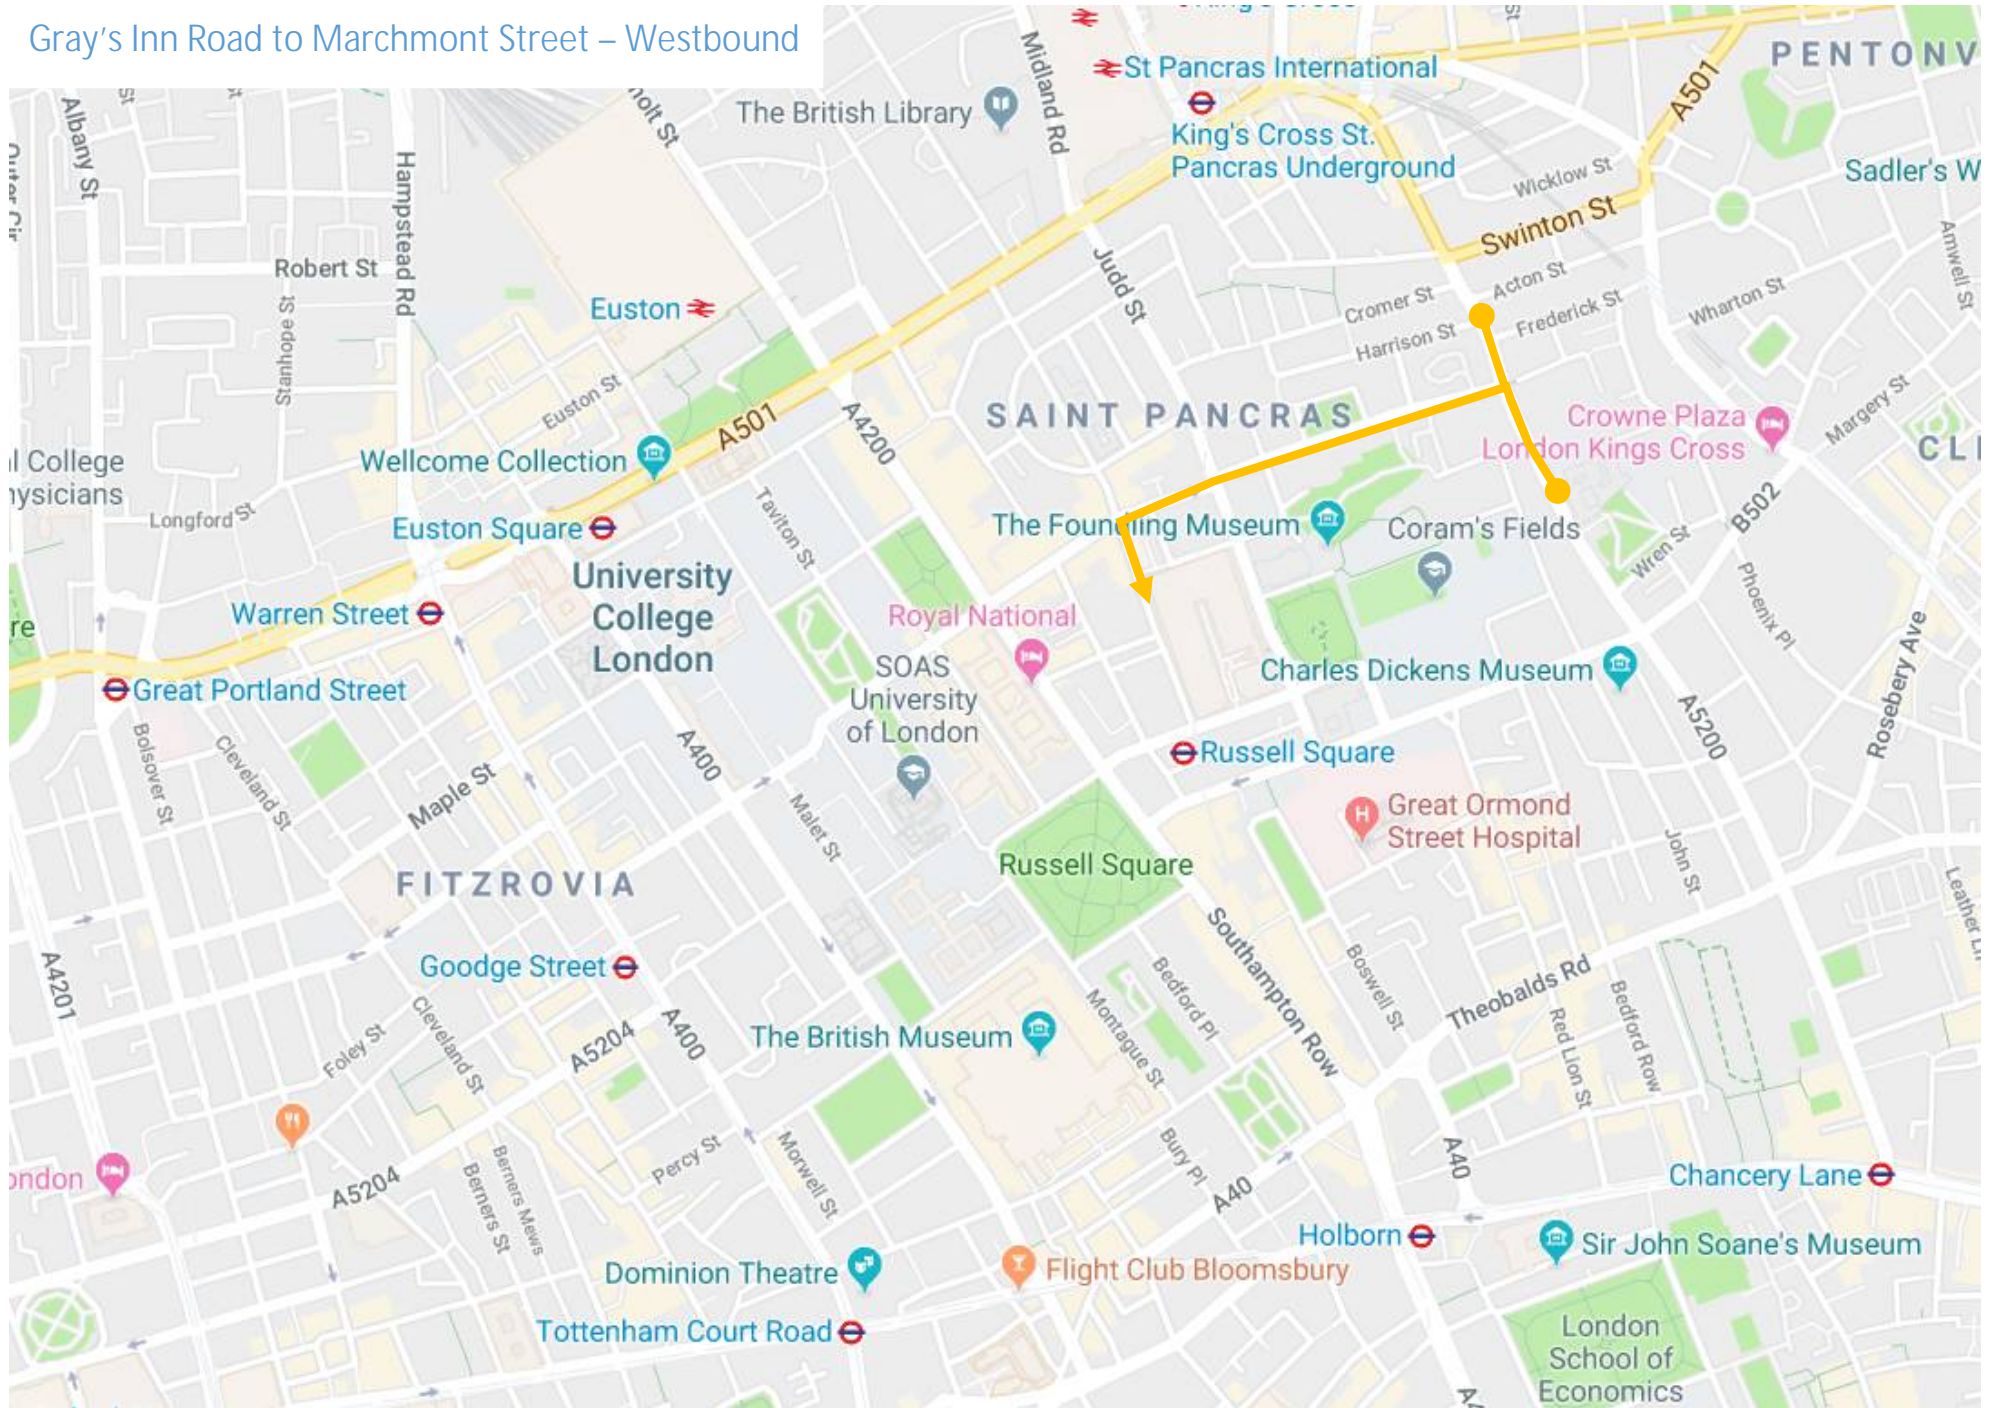 Gray's Inn Road to Marchmont Street – Westbound
St Pancras International
PENTONV
A501
Midland Rd
The British Library
King's Cross St.
Pancras Underground
Albany St
Hampstead Rd
Wicklow St
Sadler's W
Swinton St
Amwell St
Robert St
Stanhope St
Euston
Judd St
Acton St
Cromer St
Frederick St
Wharton St
Harrison St
Euston St
A501
A4200
SAINT PANCRAS
Crowne Plaza
London Kings Cross
Margery St
CLE
l College
hysicians
Wellcome Collection
Longford St
Euston Square
Taviton St
The Foundling Museum
Coram's Fields
B502
Wren St
Phoenix Pl
University
College
London
Warren Street
Royal National
Rosebery Ave
Great Portland Street
SOAS
University
of London
Charles Dickens Museum
A5200
Bolsover St
Cleveland St
A400
Russell Square
Maple St
Malet St
Great Ormond
Street Hospital
John St
Russell Square
FITZROVIA
Leather Ln
Southampton Row
Boswell St
Theobalds Rd
A4201
Goodge Street
Bedford Pl
Montague St
Red Lion St
Bedford Row
Foley St
Cleveland St
A5204
A400
The British Museum
Percy St
Morwell St
Bury Pl
A40
A40
ondon
A5204
Berners St
Berners Mews
Chancery Lane
Holborn
Sir John Soane's Museum
Dominion Theatre
Flight Club Bloomsbury
Tottenham Court Road
London
School of
Economics